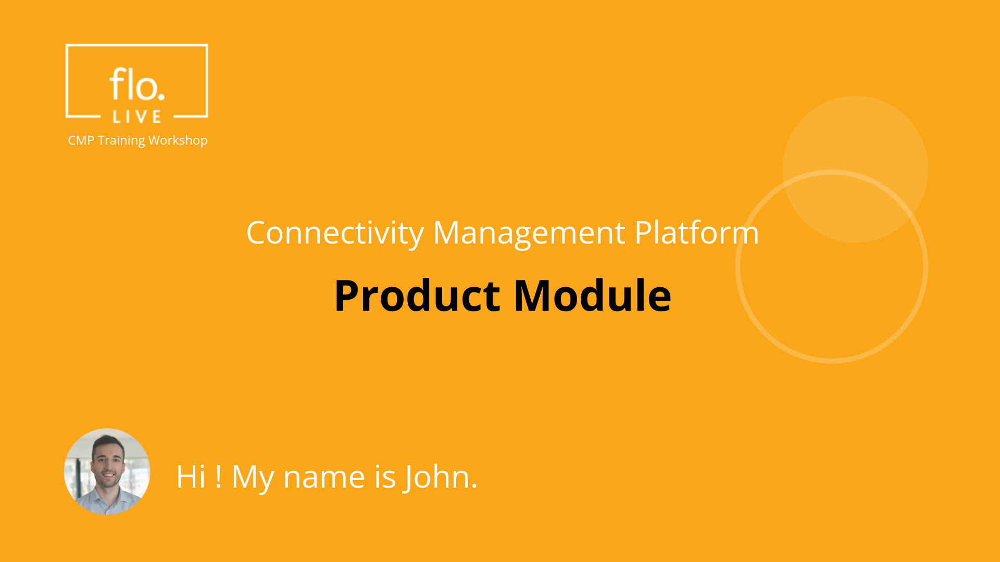 flo.
LIVE
CMP Training Workshop
Connectivity Management Platform
Product Module
Hi ! My name is John.